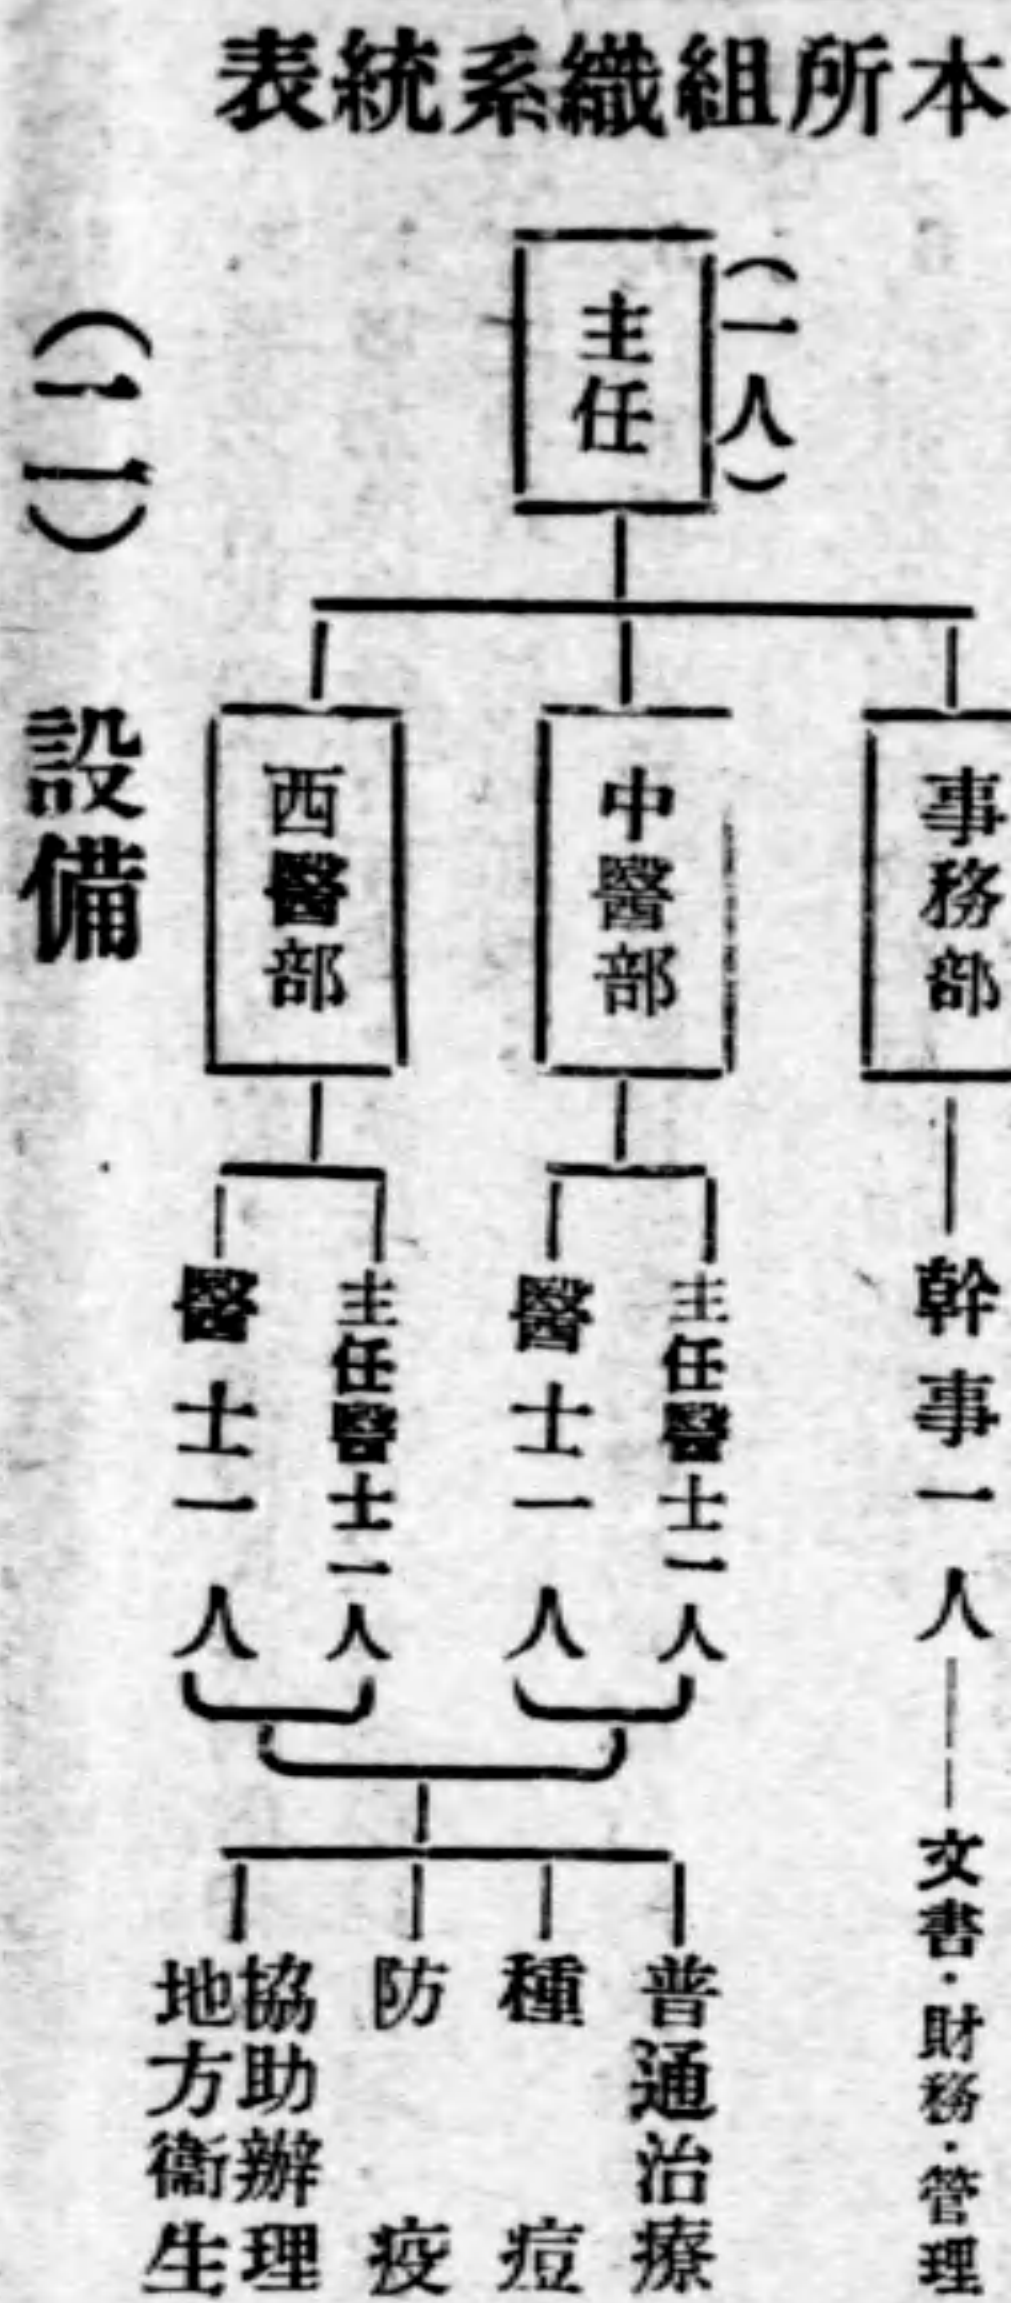 本所組織系統表
主任
（一人）
事務部
中醫部
西醫部
幹事一人
主任醫士一人
醫士一人
主任醫士一人
醫士一人
文書·財務·管理
普通治療
種痘
防疫
協助辦理
地方衞生
（二）設備